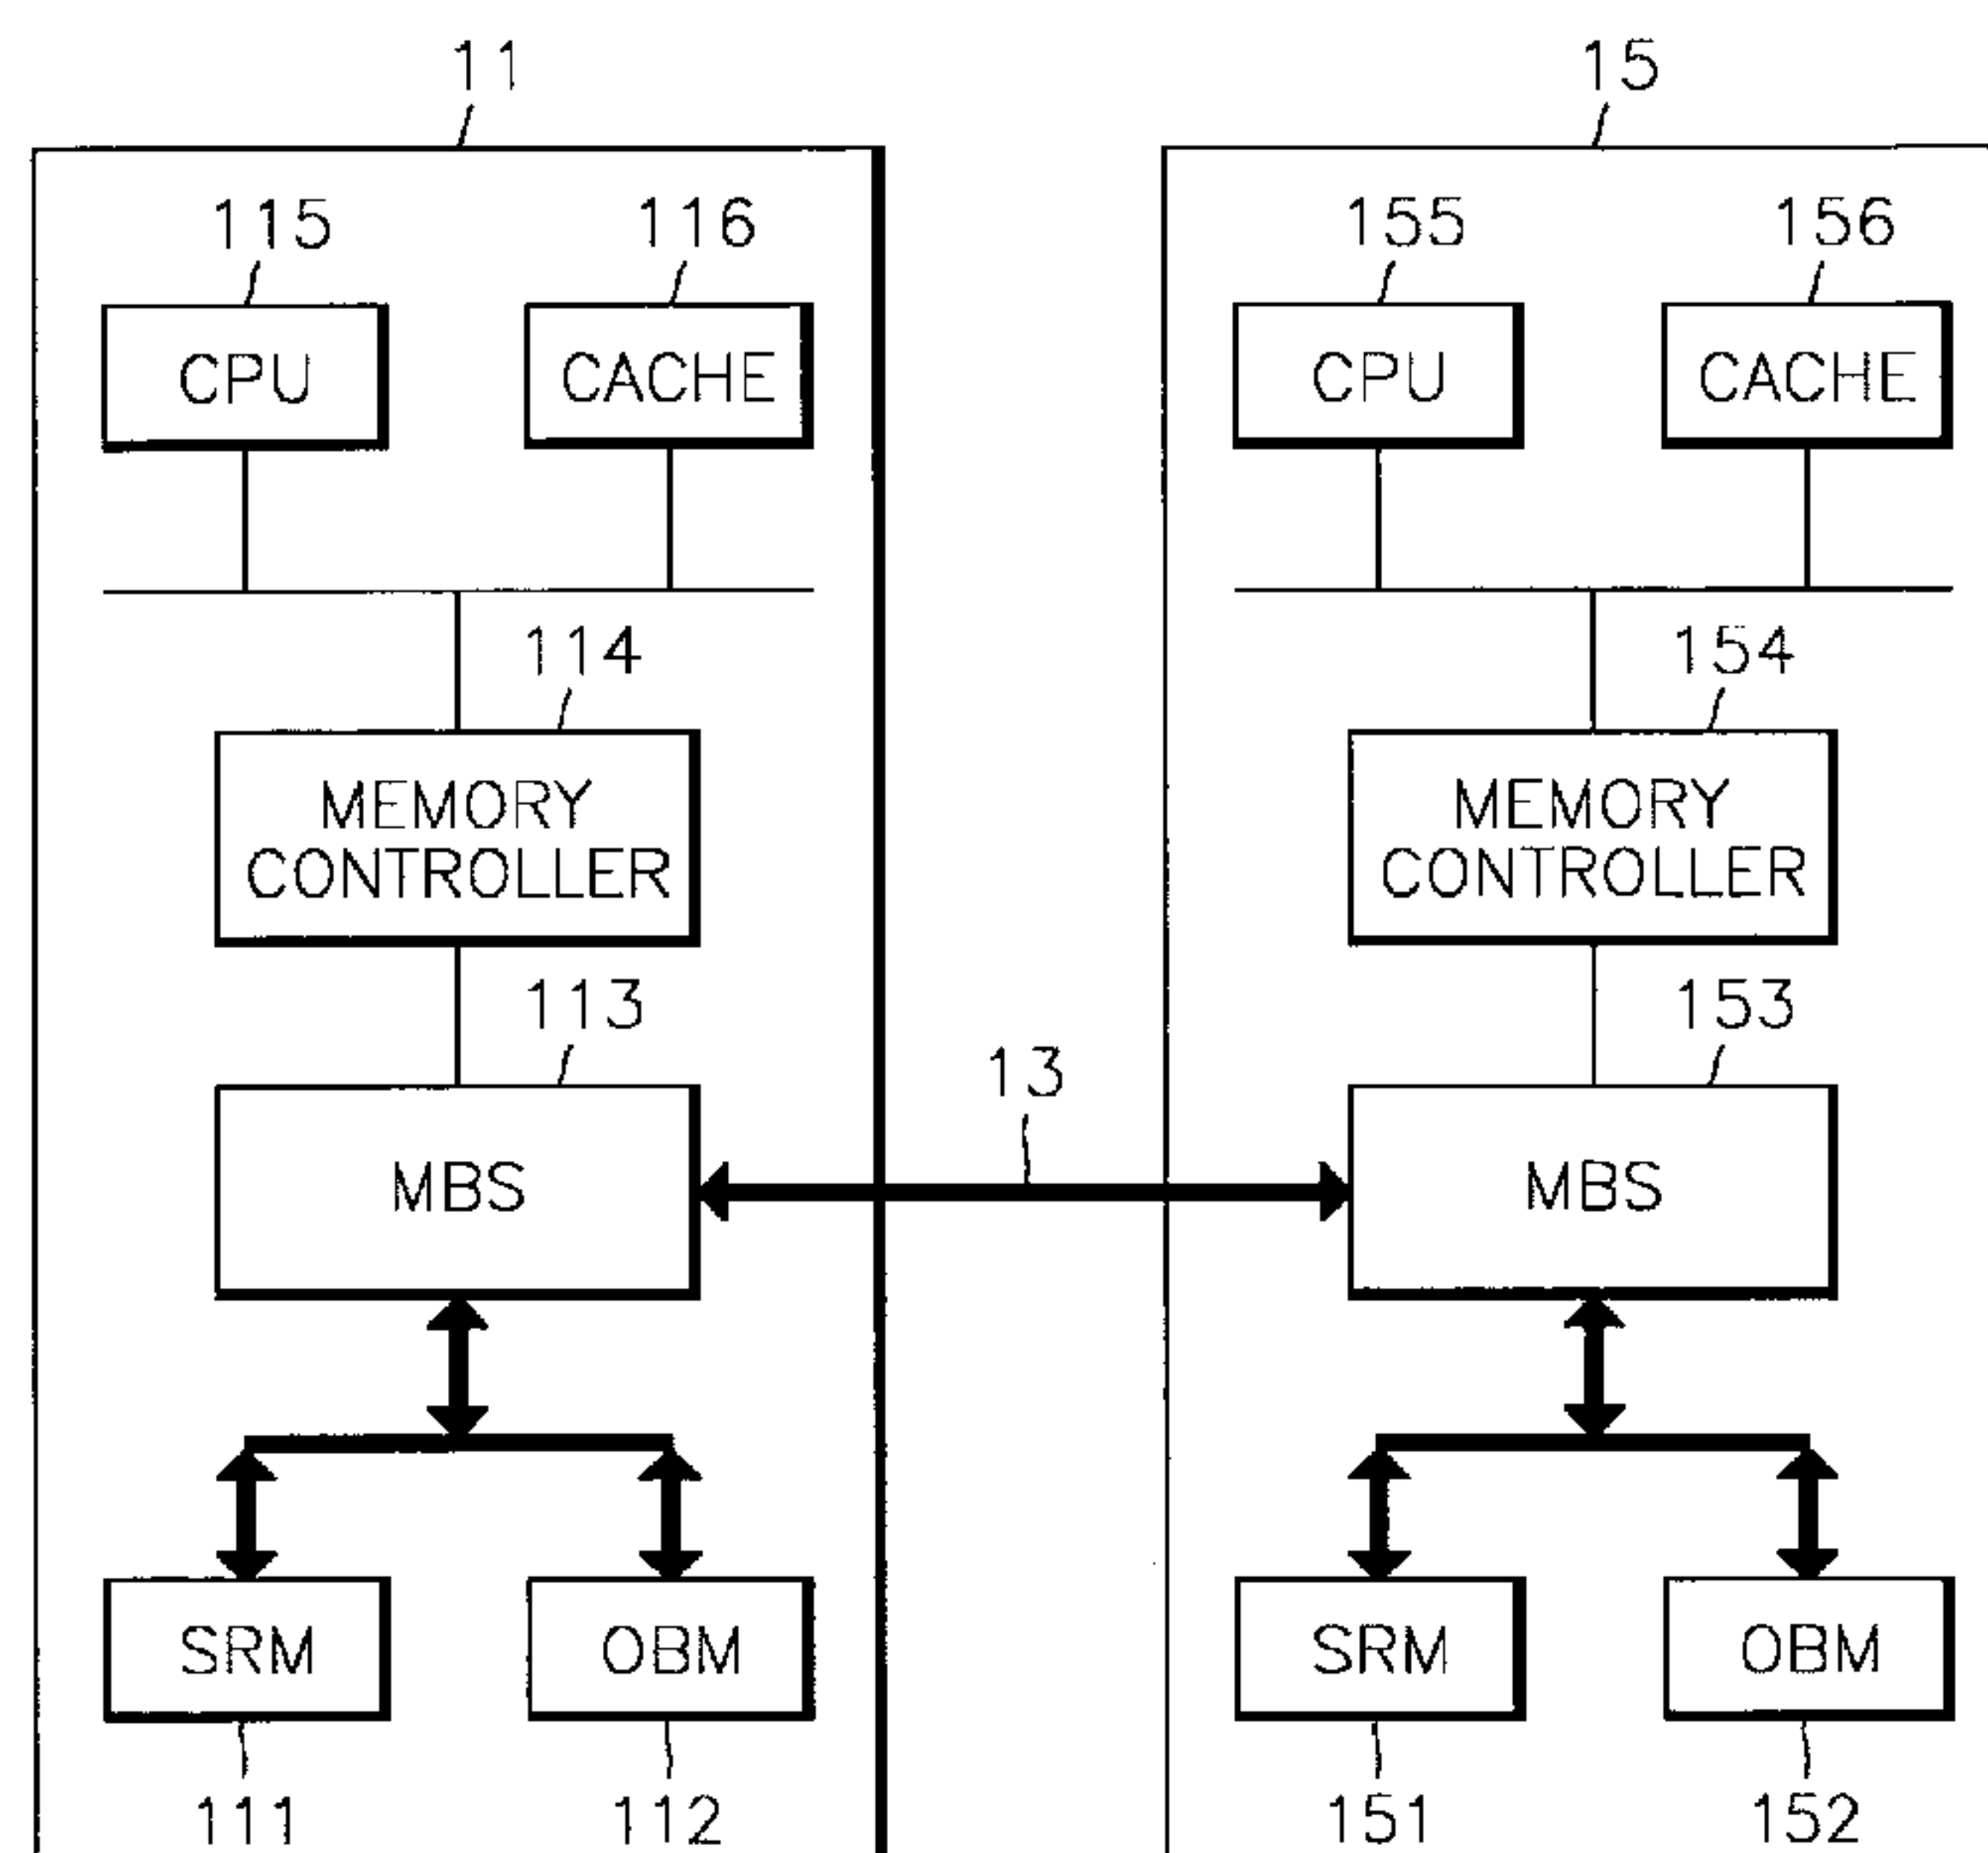 11
15
115
116
155
156
CPU
CACHE
CPU
CACHE
114
154
MEMORY
CONTROLLER
MEMORY
CONTROLLER
113
153
13
MBS
MBS
SRM
OBM
SRM
OBM
111
112
151
152